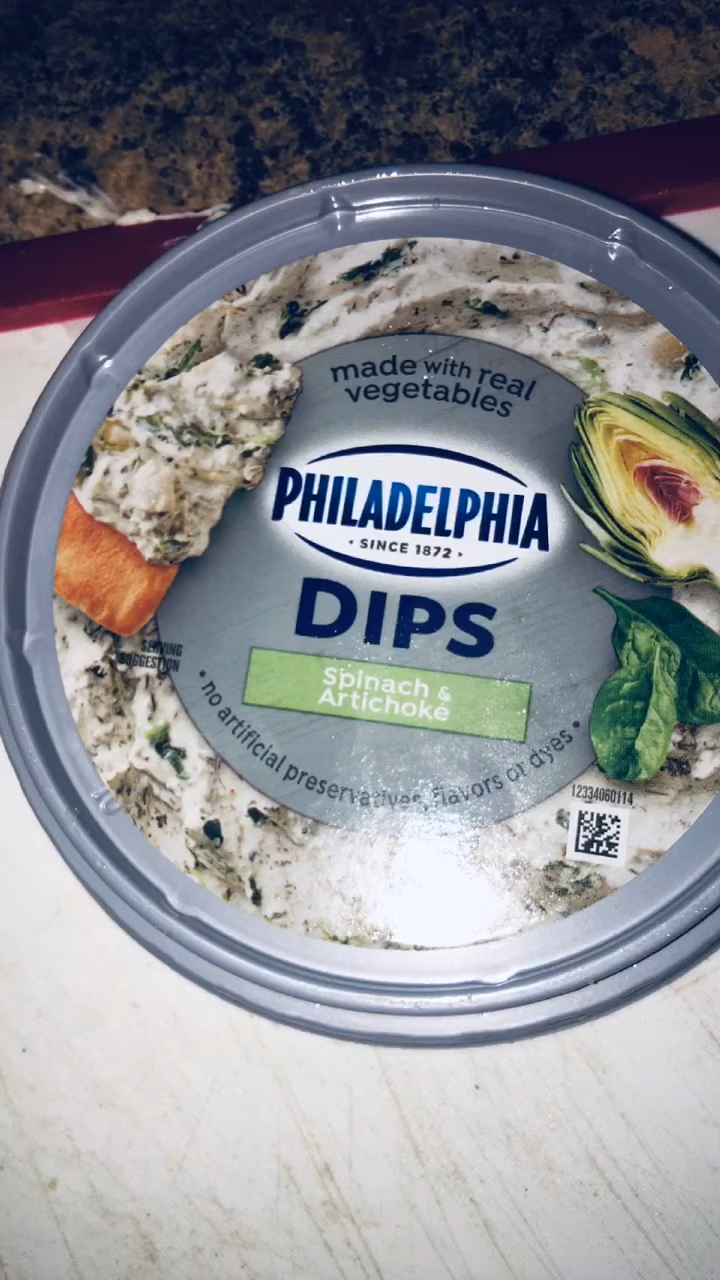 made with real
vegetables
PHILADELPHIA
• SINCE 1872 •
DIPS
Spinach &
Artichoke
• no artificial preservatives, flavors or dyes •
SERVING
SUGGESTION
12334060114